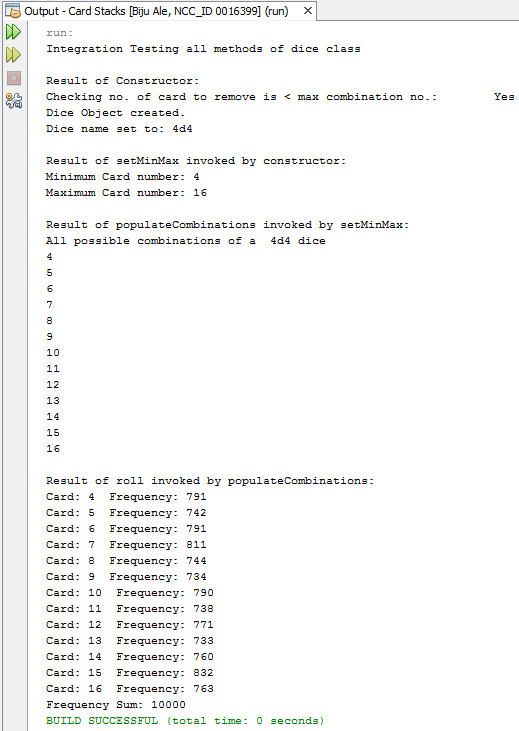 Output - Card Stacks [Biju Ale, NCC_ID 0016399] (run)
run:
Integration Testing all methods of dice class
Result of Constructor:
Checking no. of card to remove is < max combination no.: Yes
Dice Object created.
Dice name set to: 4d4
Result of setMinMax invoked by constructor:
Minimum Card number: 4
Maximum Card number: 16
Result of populateCombinations invoked by setMinMax:
All possible combinations of a  4d4 dice
4
5
6
7
8
9
10
11
12
13
14
15
16
Result of roll invoked by populateCombinations:
Card: 4  Frequency: 791
Card: 5  Frequency: 742
Card: 6  Frequency: 791
Card: 7  Frequency: 811
Card: 8  Frequency: 744
Card: 9  Frequency: 734
Card: 10  Frequency: 790
Card: 11  Frequency: 738
Card: 12  Frequency: 771
Card: 13  Frequency: 733
Card: 14  Frequency: 760
Card: 15  Frequency: 832
Card: 16  Frequency: 763
Frequency Sum: 10000
BUILD SUCCESSFUL (total time: 0 seconds)